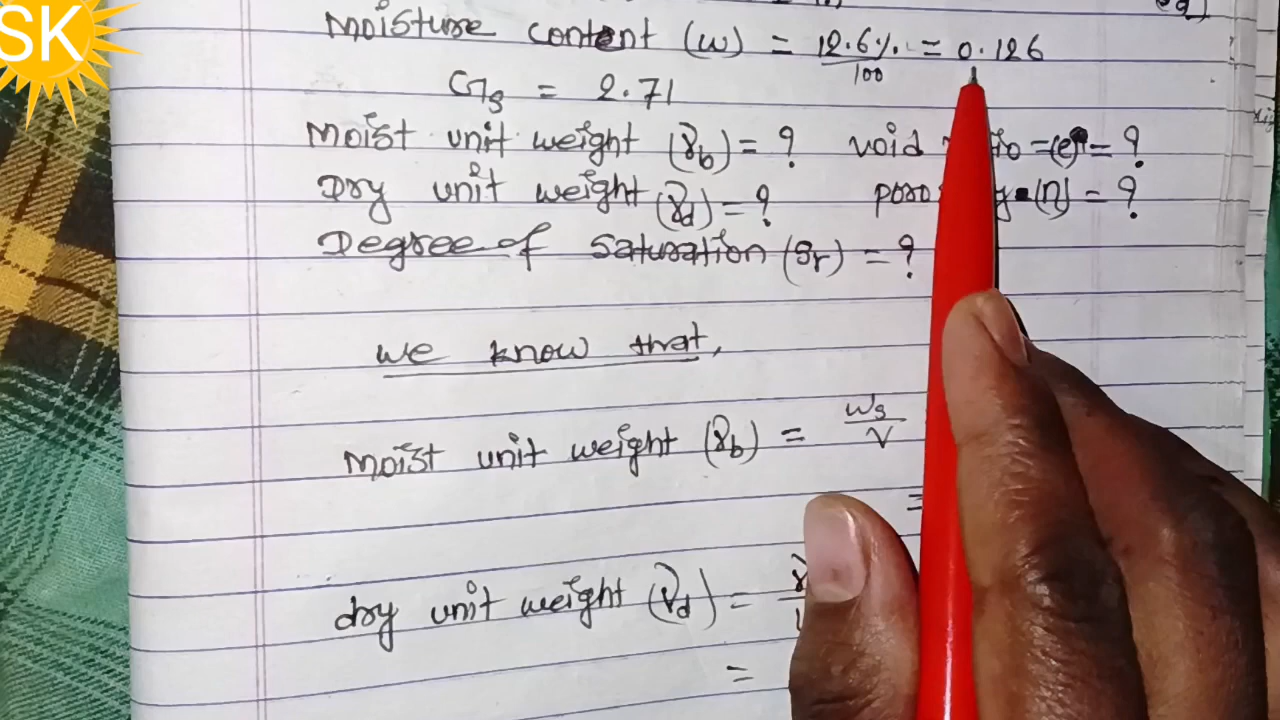 SK
Moisture content (w) = 12.6%/100 = 0.126
Gs = 2.71
Moist unit weight (γb) = ? void =(e) = ?
Dry unit weight (γd) = ? (n) = ?
Degree of saturation (Sr) = ?
we know that,
Moist unit weight (γb) = Ws/V
=
dry unit weight (γd) =
=